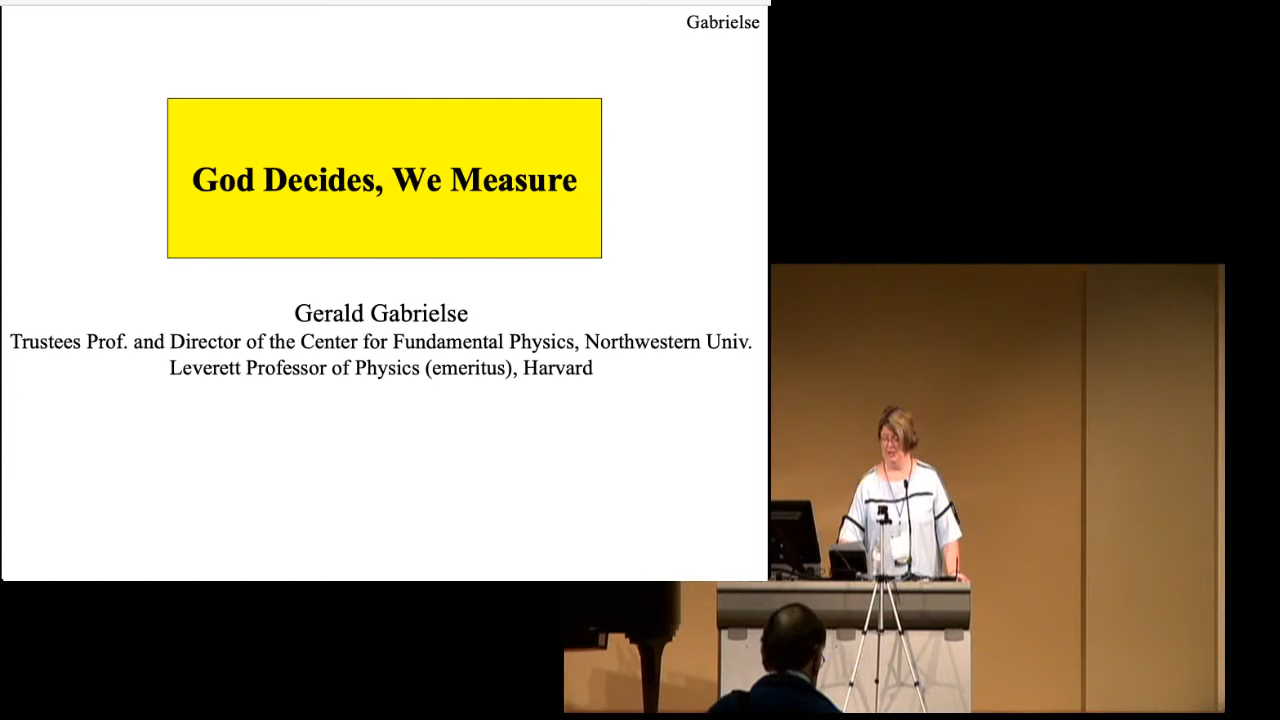 Gabrielse
God Decides, We Measure
Gerald Gabrielse
Trustees Prof. and Director of the Center for Fundamental Physics, Northwestern Univ.
Leverett Professor of Physics (emeritus), Harvard